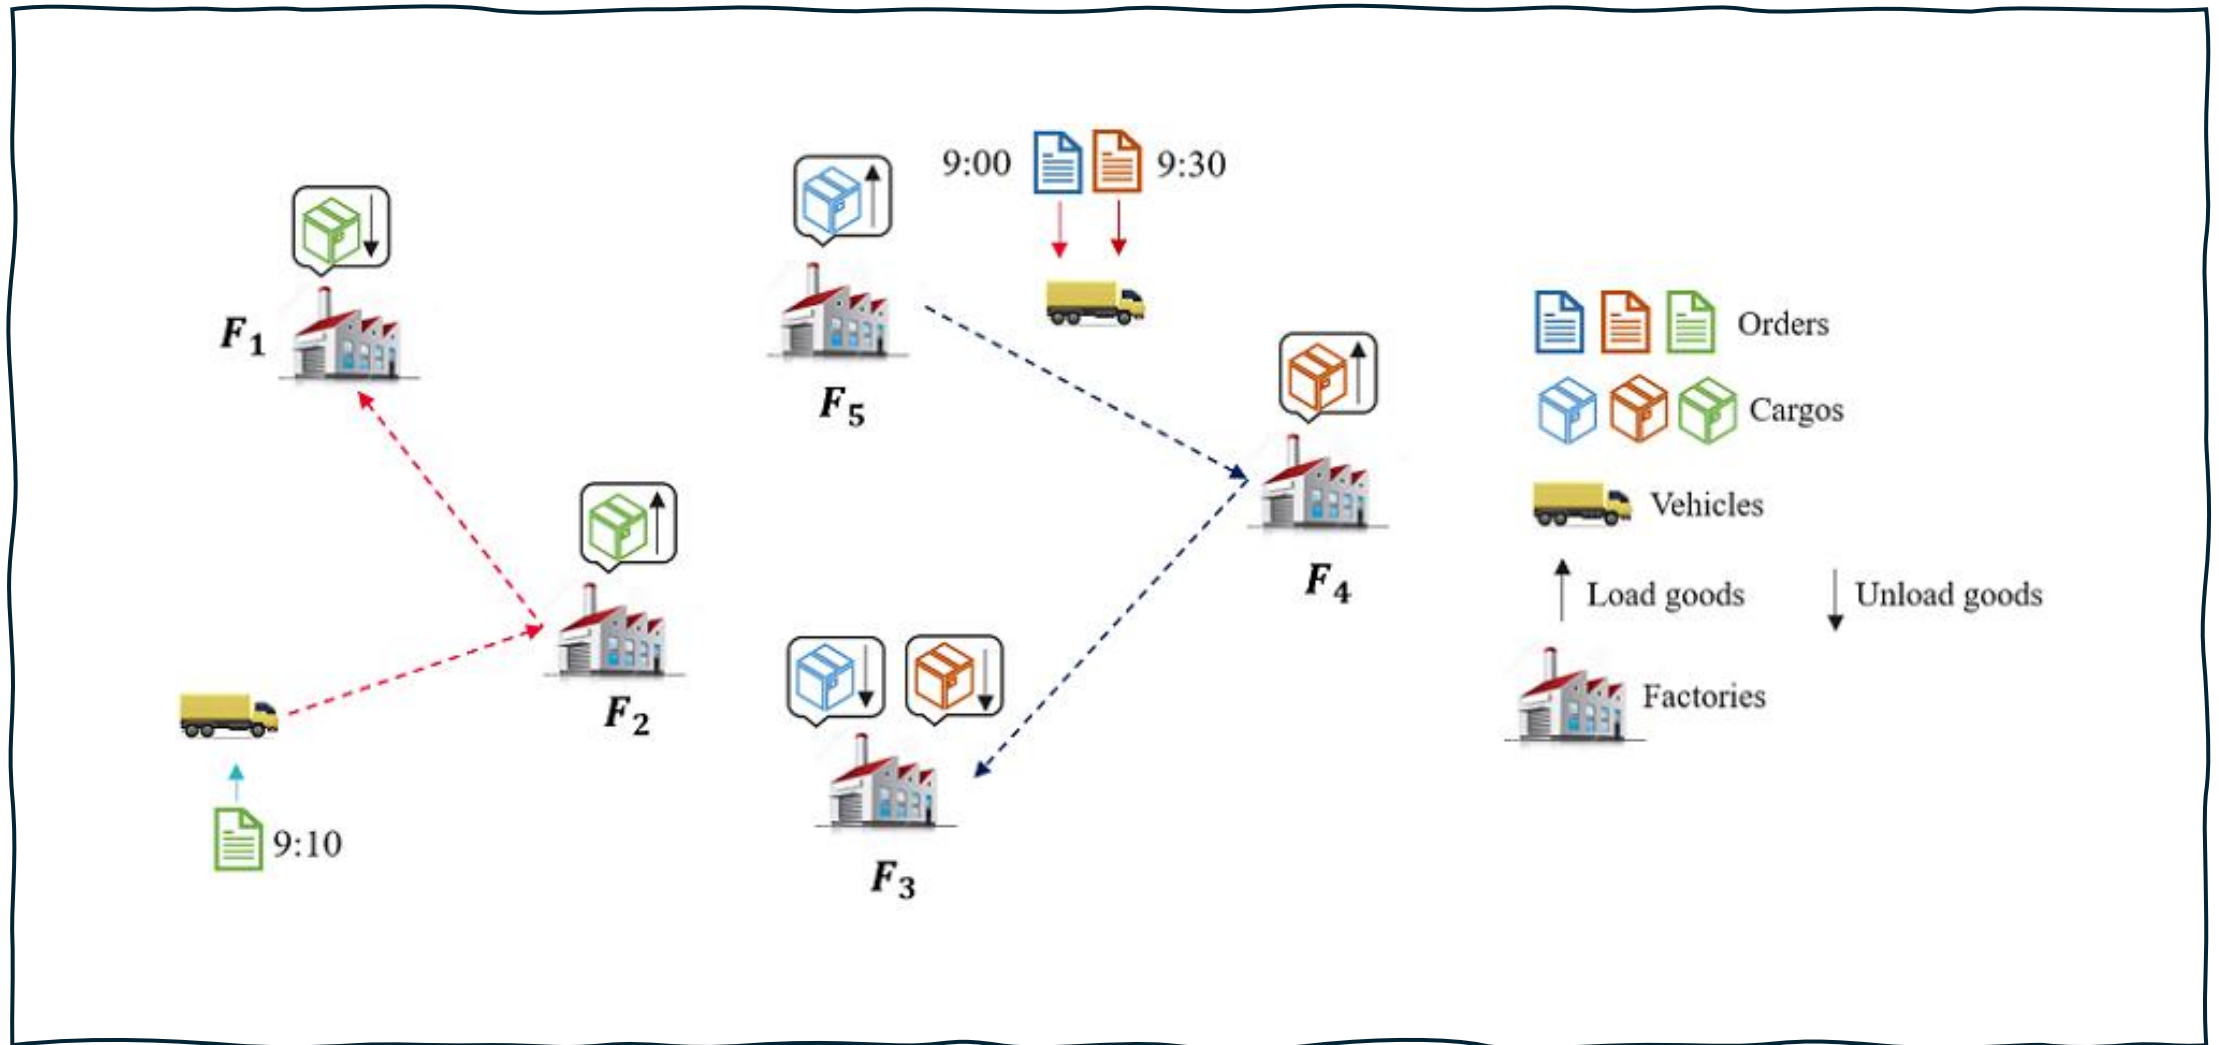 9:00
9:30
F1
F5
F4
F2
9:10
F3
Orders
Cargos
Vehicles
Load goods
Unload goods
Factories